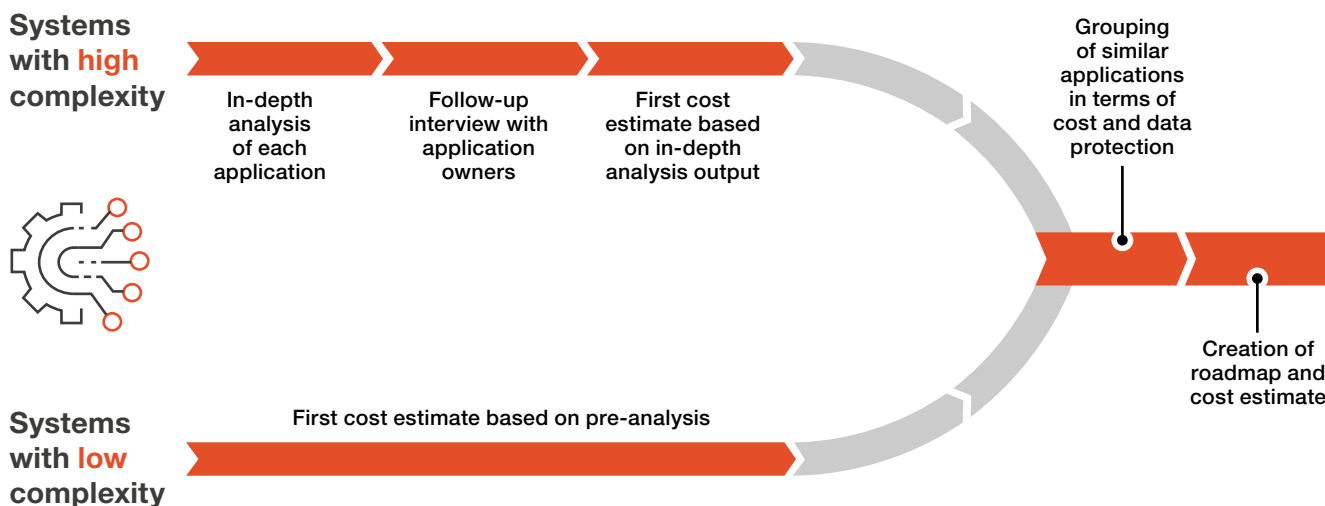 Systems
with high
complexity
In-depth
analysis
of each
application
Follow-up
interview with
application
owners
First cost
estimate based
on in-depth
analysis output
Grouping
of similar
applications
in terms of
cost and data
protection
Creation of
roadmap and
cost estimate
Systems
with low
complexity
First cost estimate based on pre-analysis